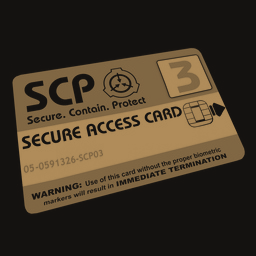 SCP
3
Secure. Contain. Protect
SECURE ACCESS CARD
05-0591326-SCP03
WARNING: Use of this card without the proper biometric
markers will result in IMMEDIATE TERMINATION